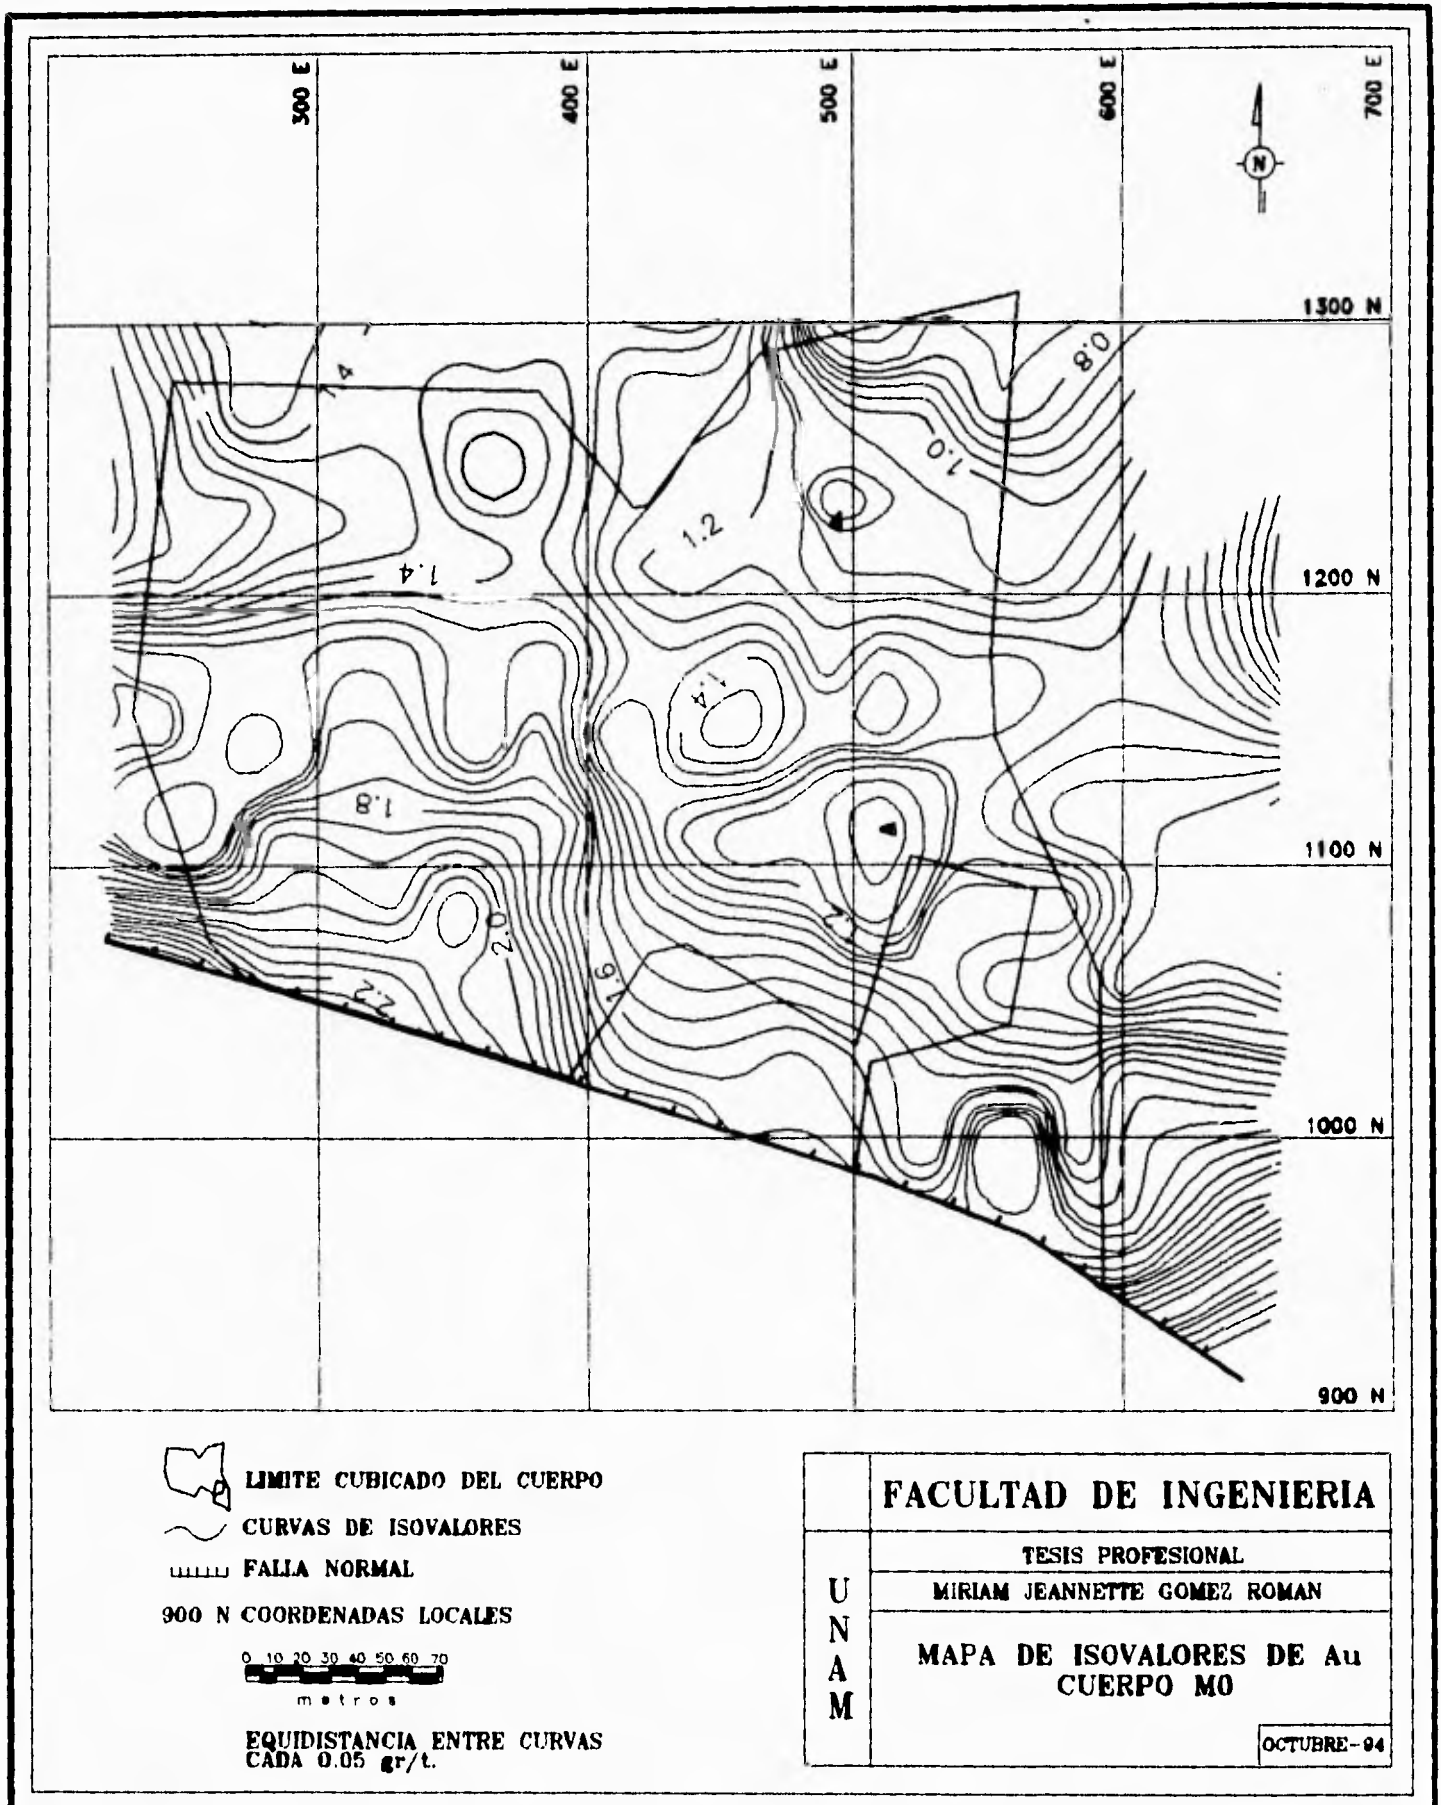 300 E
400 E
500 E
600 E
700 E
N
1300 N
0.8
1.4
1.0
1.2
1.4
1200 N
1.4
1.8
1100 N
1.2
2.0
1.6
2.2
1000 N
900 N
LIMITE CUBICADO DEL CUERPO
CURVAS DE ISOVALORES
FALLA NORMAL
900 N COORDENADAS LOCALES
0 10 20 30 40 50 60 70
metros
EQUIDISTANCIA ENTRE CURVAS
CADA 0.05 gr/t.
UNAM
FACULTAD DE INGENIERIA
TESIS PROFESIONAL
MIRIAM JEANNETTE GOMEZ ROMAN
MAPA DE ISOVALORES DE Au
CUERPO MO
OCTUBRE-94